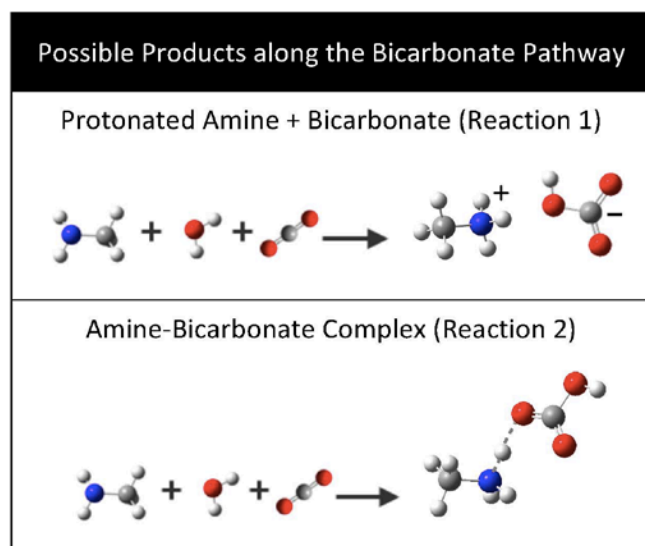 Possible Products along the Bicarbonate Pathway
Protonated Amine + Bicarbonate (Reaction 1)
+ + + −
Amine-Bicarbonate Complex (Reaction 2)
+ +